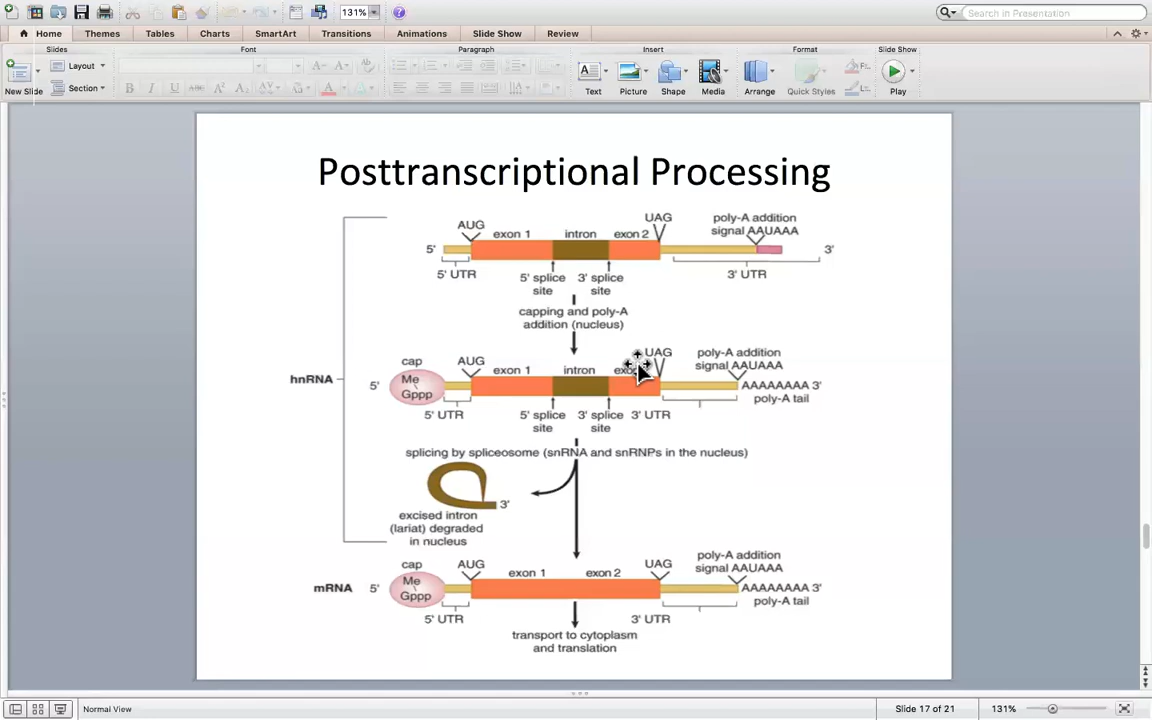 131%
Search in Presentation
Home
Themes
Tables
Charts
SmartArt
Transitions
Animations
Slide Show
Review
Slides
Font
Paragraph
Insert
Format
Slide Show
New Slide
Layout
Section
B I U ABC
Text
Picture
Shape
Media
Arrange
Quick Styles
Play
Posttranscriptional Processing
AUG
UAG
poly-A addition
signal AAUAAA
exon 1
intron
exon 2
5'
3'
5' UTR
5' splice
site
3' splice
site
3' UTR
capping and poly-A
addition (nucleus)
hnRNA
cap
AUG
UAG
poly-A addition
signal AAUAAA
exon 1
intron
5'
Me
Gppp
AAAAAAAA 3'
poly-A tail
5' UTR
5' splice
site
3' splice
site
3' UTR
splicing by spliceosome (snRNA and snRNPs in the nucleus)
3'
excised intron
(lariat) degraded
in nucleus
cap
AUG
UAG
poly-A addition
signal AAUAAA
exon 1
exon 2
mRNA
5'
Me
Gppp
AAAAAAAA 3'
poly-A tail
5' UTR
3' UTR
transport to cytoplasm
and translation
Normal View
Slide 17 of 21
131%